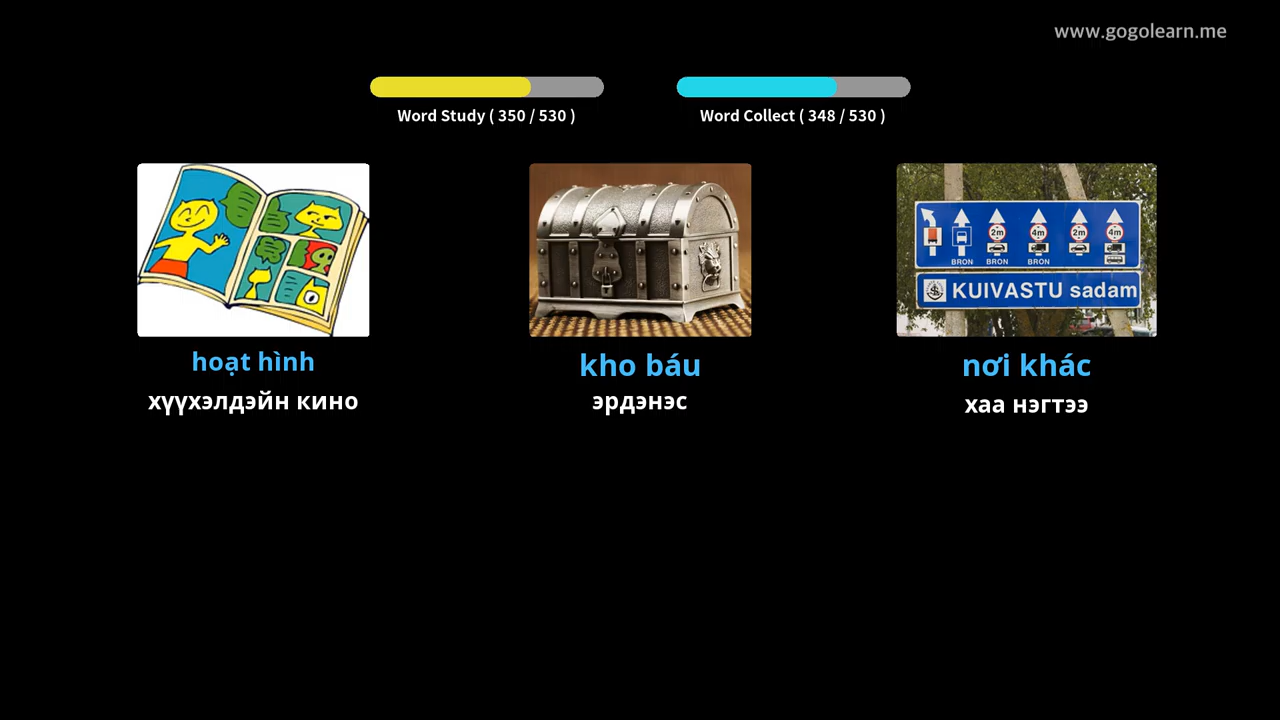 www.gogolearn.me
Word Study ( 350 / 530 )
Word Collect ( 348 / 530 )
2m 4m 2m 4m
BRON BRON BRON
KUIVASTU sadam
hoạt hình
kho báu
nơi khác
хүүхэлдэйн кино
эрдэнэс
хаа нэгтээ